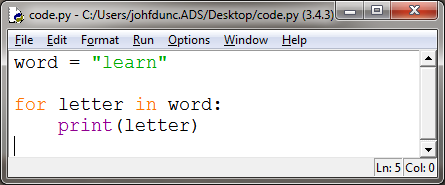 code.py - C:/Users/johfdunc.ADS/Desktop/code.py (3.4.3)
File Edit Format Run Options Window Help
word = "learn"
for letter in word:
    print(letter)
Ln: 5 Col: 0